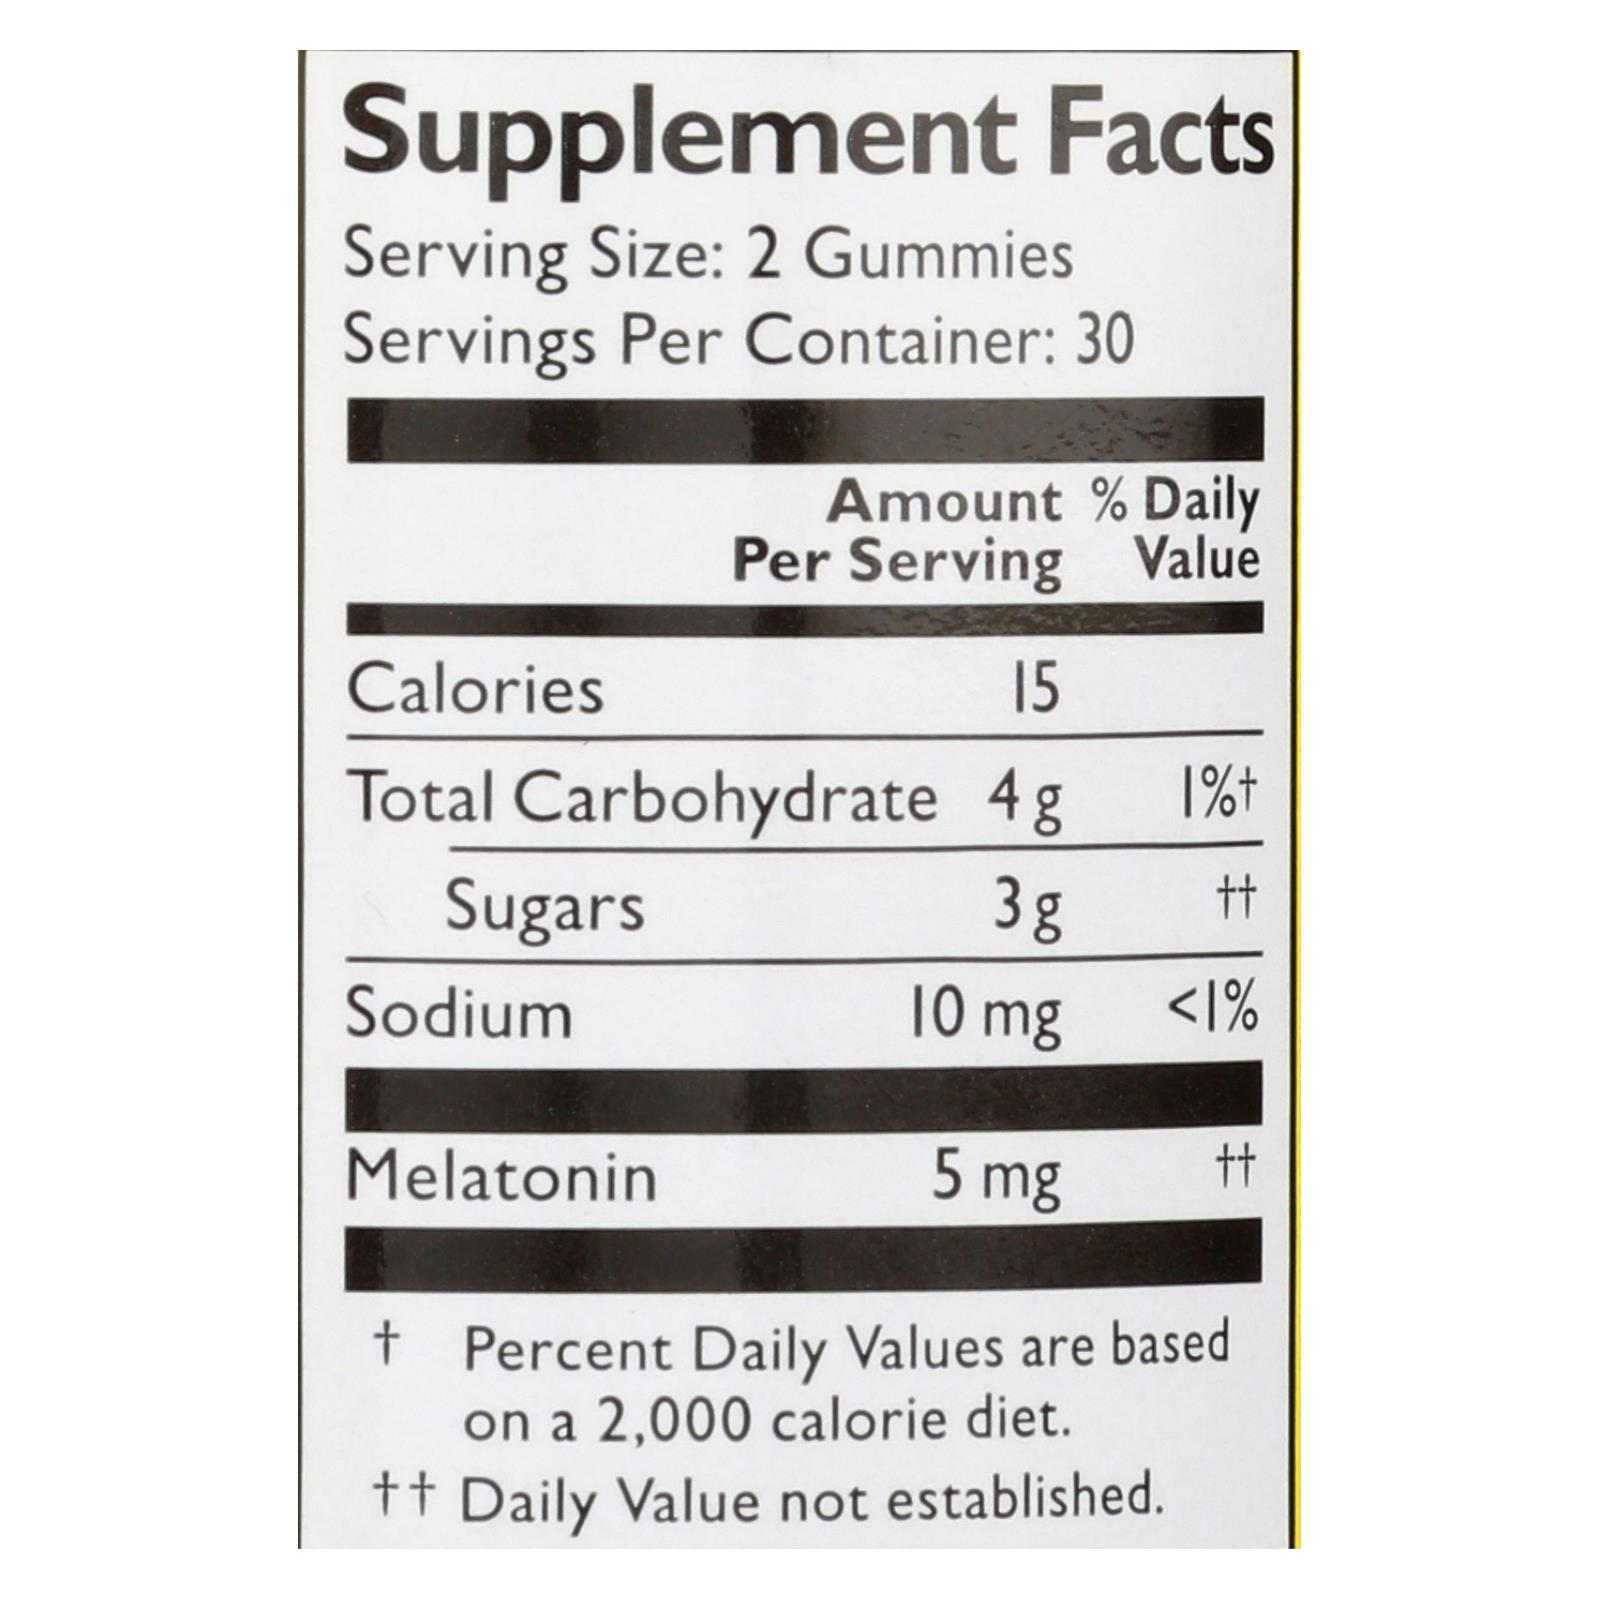 Supplement Facts
Serving Size: 2 Gummies
Servings Per Container: 30
Amount % Daily
Per Serving Value
Calories 15
Total Carbohydrate 4 g 1%†
Sugars 3 g ††
Sodium 10 mg <1%
Melatonin 5 mg ††
† Percent Daily Values are based
on a 2,000 calorie diet.
†† Daily Value not established.